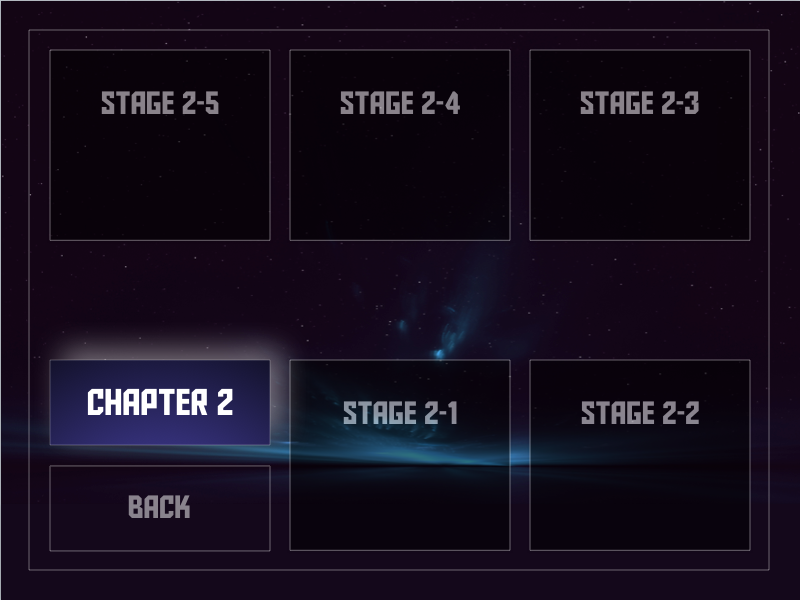 STAGE 2-5
STAGE 2-4
STAGE 2-3
CHAPTER 2
STAGE 2-1
STAGE 2-2
BACK